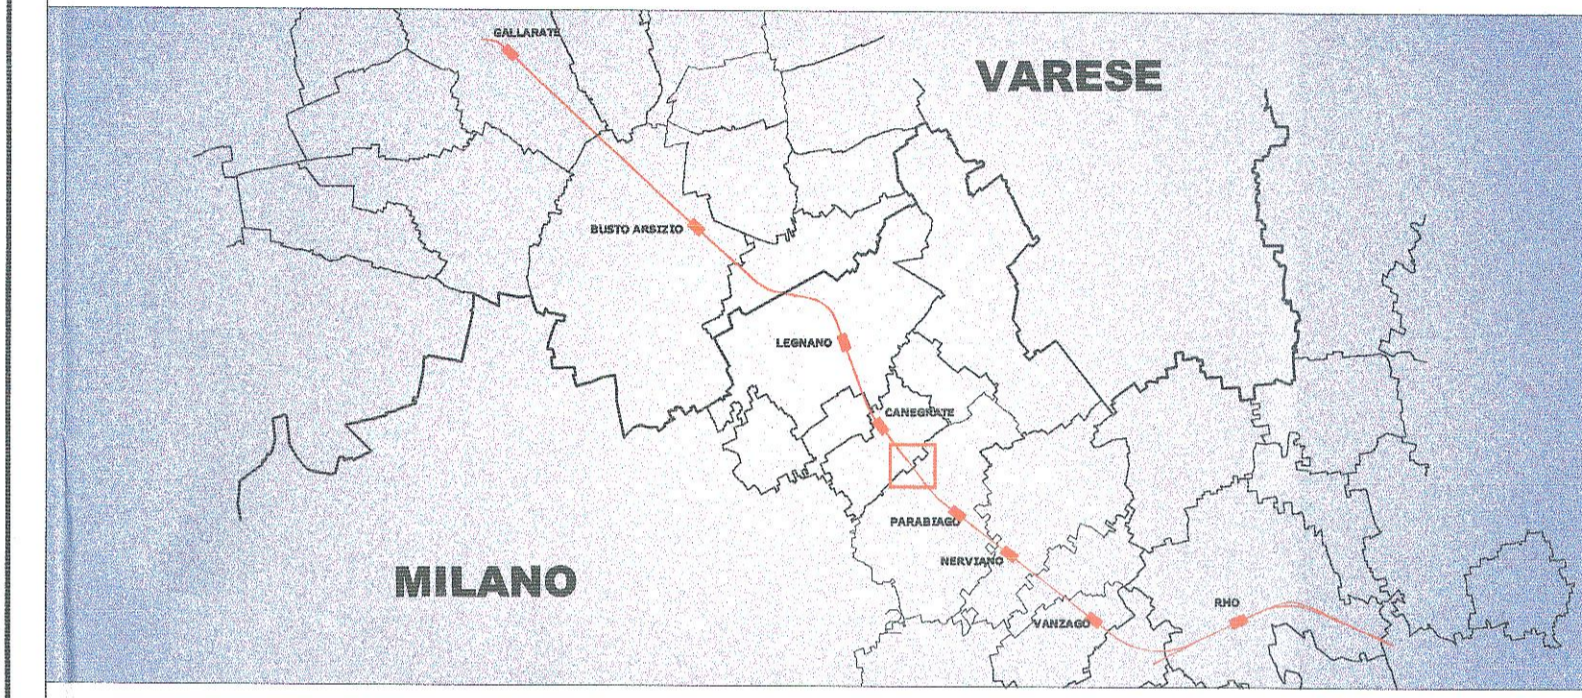 GALLARATE
VARESE
BUSTO ARSIZIO
LEGNANO
CANEGRATE
PARABIAGO
NERVIANO
MILANO
RHO
VANZAGO